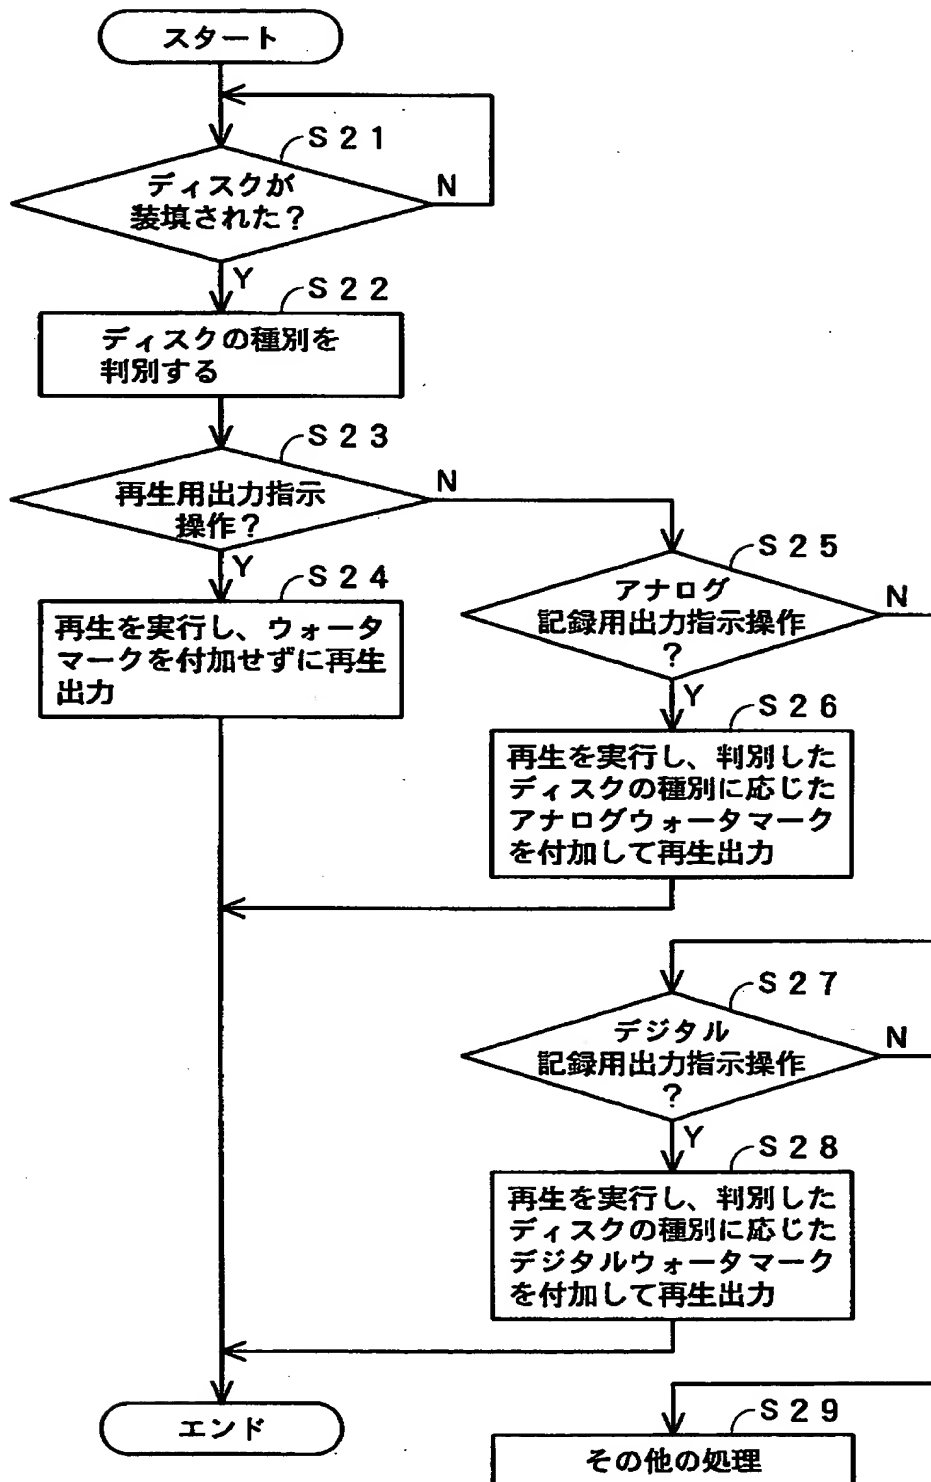 スタート
S21
ディスクが
装填された？
N
Y
S22
ディスクの種別を
判別する
S23
再生用出力指示
操作？
N
Y
S24
再生を実行し、ウォータ
マークを付加せずに再生
出力
S25
アナログ
記録用出力指示操作
？
N
Y
S26
再生を実行し、判別した
ディスクの種別に応じた
アナログウォータマーク
を付加して再生出力
S27
デジタル
記録用出力指示操作
？
N
Y
S28
再生を実行し、判別した
ディスクの種別に応じた
デジタルウォータマーク
を付加して再生出力
エンド
S29
その他の処理